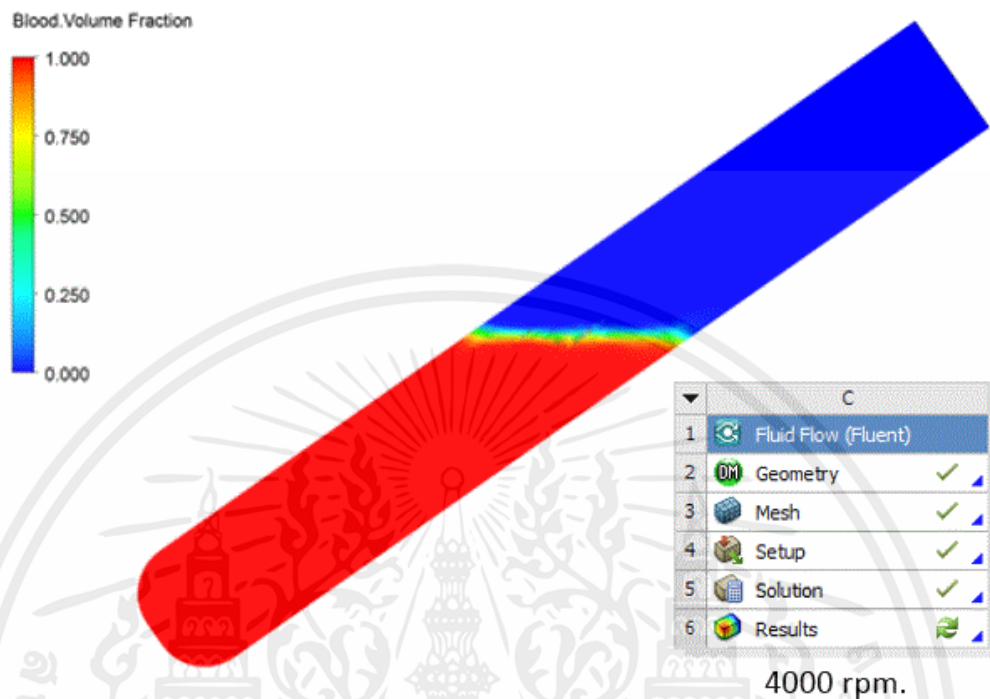 Blood.Volume Fraction
1.000
0.750
0.500
0.250
0.000
C
1 Fluid Flow (Fluent)
2 DM Geometry
3 Mesh
4 Setup
5 Solution
6 Results
4000 rpm.